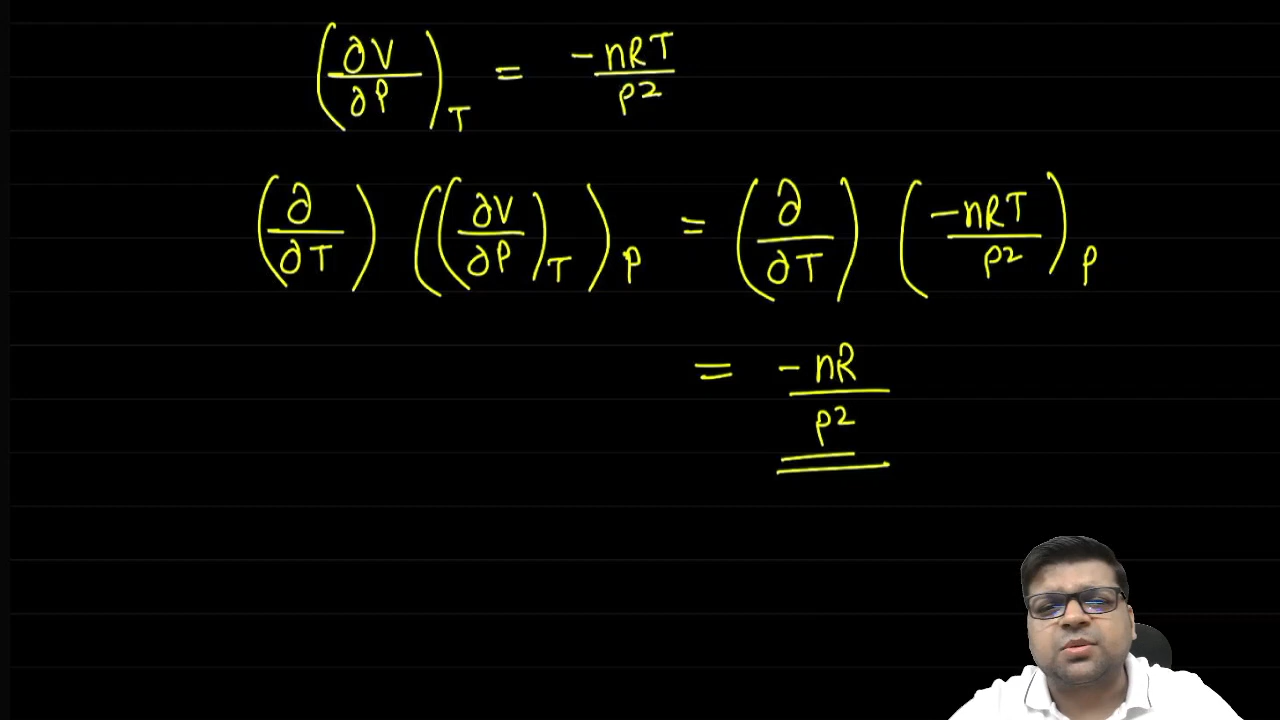 (∂V/∂P)_T = -nRT/P²
(∂/∂T) ((∂V/∂P)_T)_P = (∂/∂T) (-nRT/P²)_P
= -nR/P²